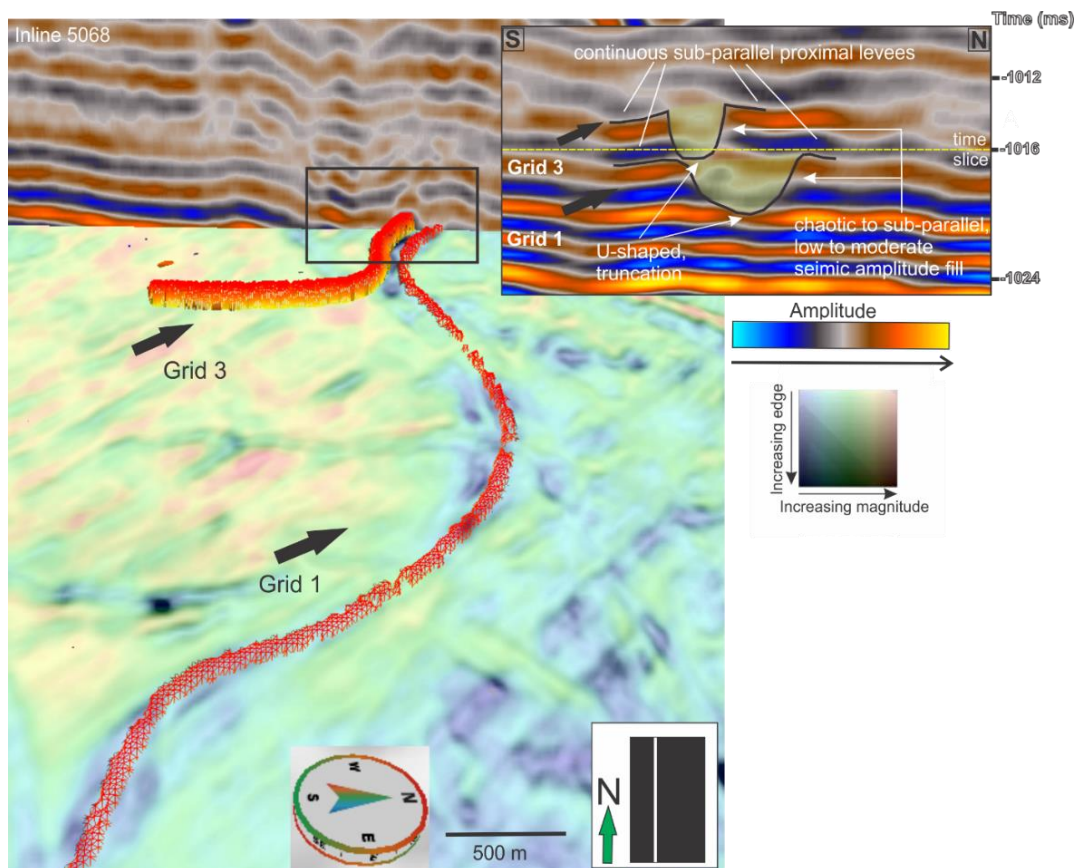 Inline 5068
Time (ms)
S
N
continuous sub-parallel proximal levees
-1012
time
-1016
slice
Grid 3
Grid 1
U-shaped,
truncation
chaotic to sub-parallel,
low to moderate
seimic amplitude fill
-1024
Amplitude
Grid 3
Increasing edge
Increasing magnitude
Grid 1
W
S
N
E
500 m
N